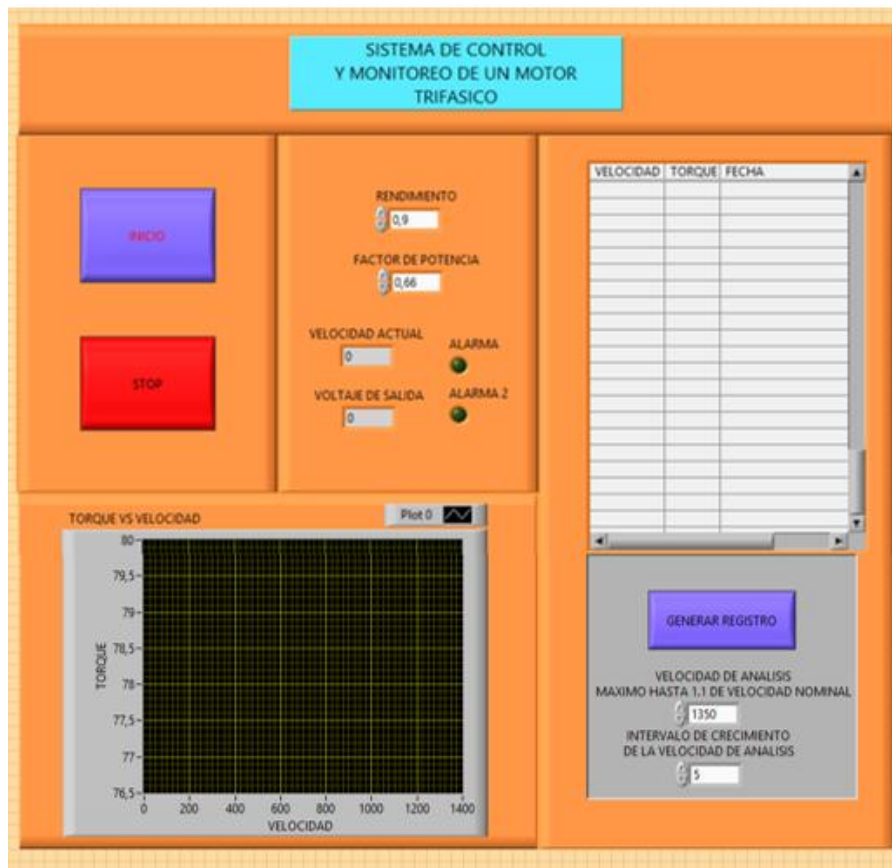 SISTEMA DE CONTROL
Y MONITOREO DE UN MOTOR
TRIFASICO
INICIO
STOP
RENDIMIENTO
0,9
FACTOR DE POTENCIA
0,66
VELOCIDAD ACTUAL
0
ALARMA
VOLTAJE DE SALIDA
0
ALARMA 2
VELOCIDAD TORQUE FECHA
TORQUE VS VELOCIDAD
Plot 0
80
79,5
79
78,5
78
77,5
77
76,5
TORQUE
0 200 400 600 800 1000 1200 1400
VELOCIDAD
GENERAR REGISTRO
VELOCIDAD DE ANALISIS
MAXIMO HASTA 1.1 DE VELOCIDAD NOMINAL
1350
INTERVALO DE CRECIMIENTO
DE LA VELOCIDAD DE ANALISIS
5